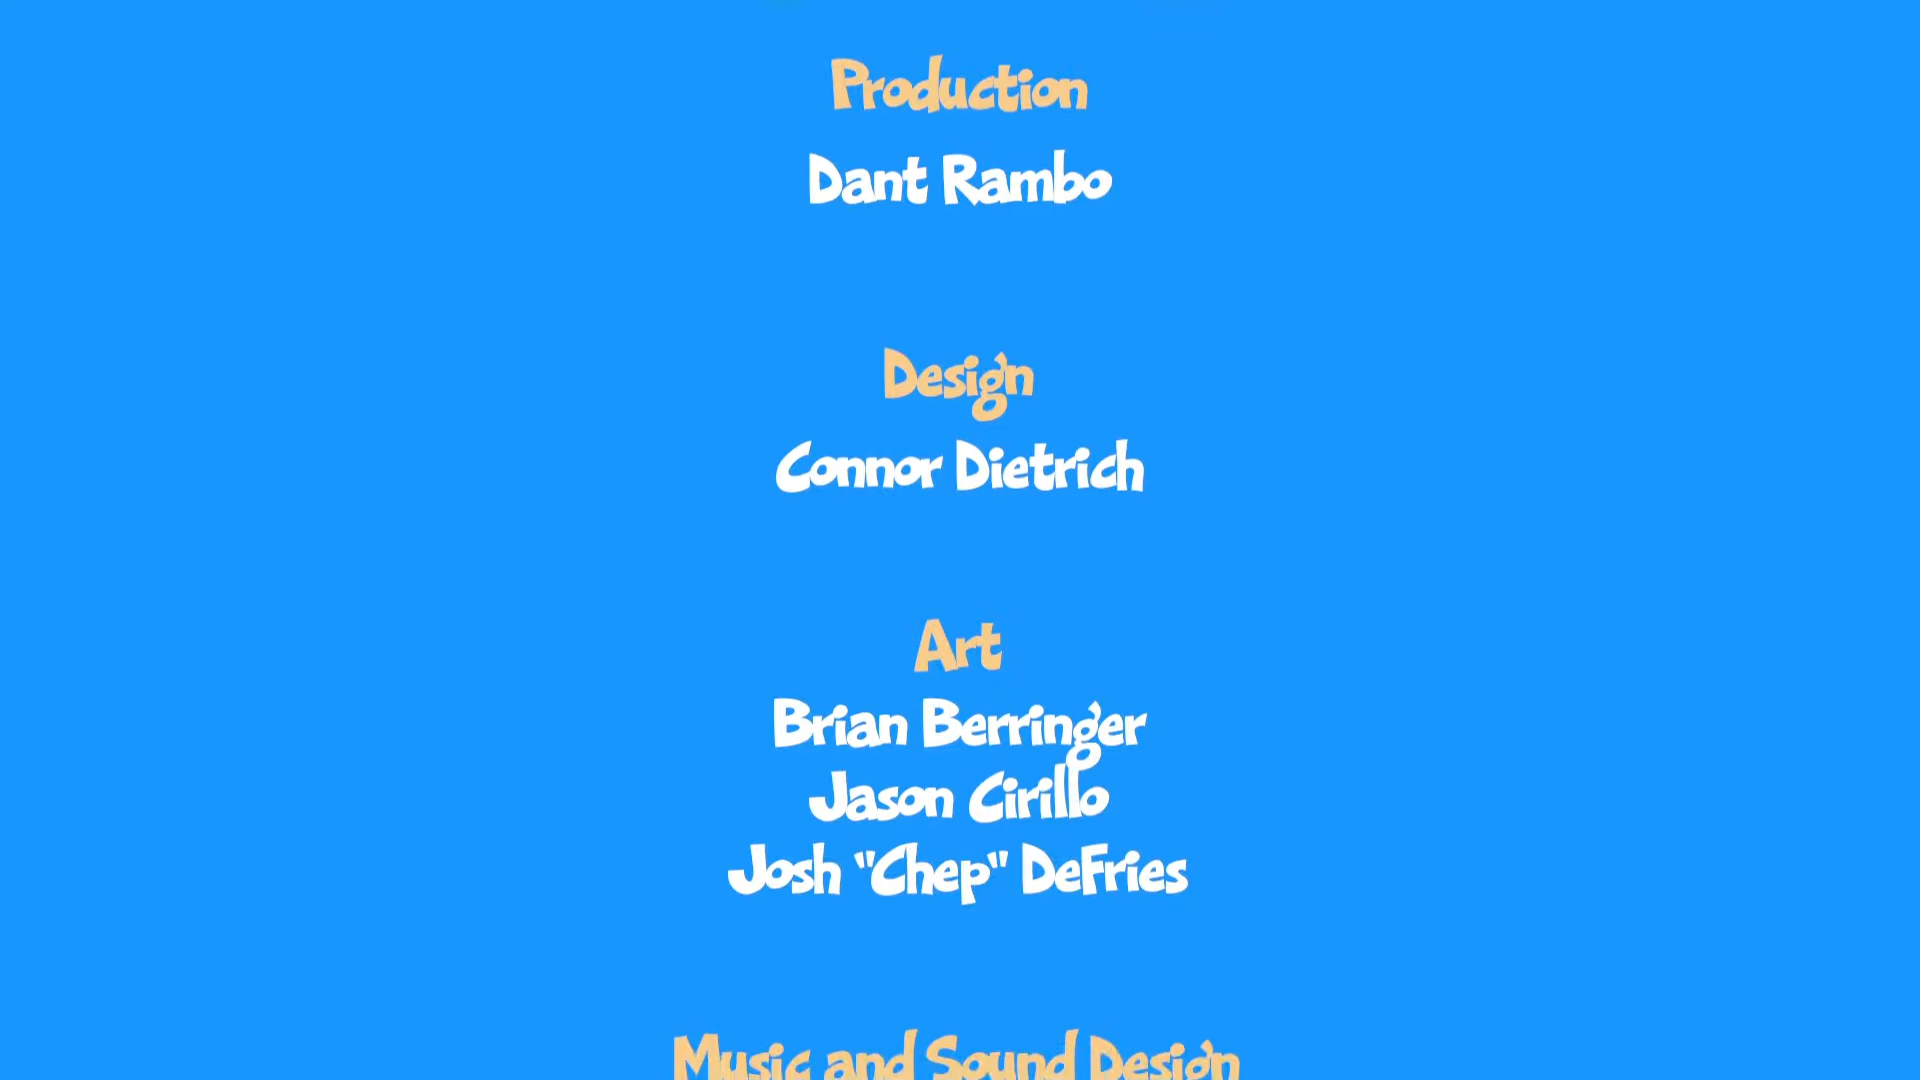 Production
Dant Rambo
Design
Connor Dietrich
Art
Brian Berringer
Jason Cirillo
Josh "Chep" DeFries
Music and Sound Design